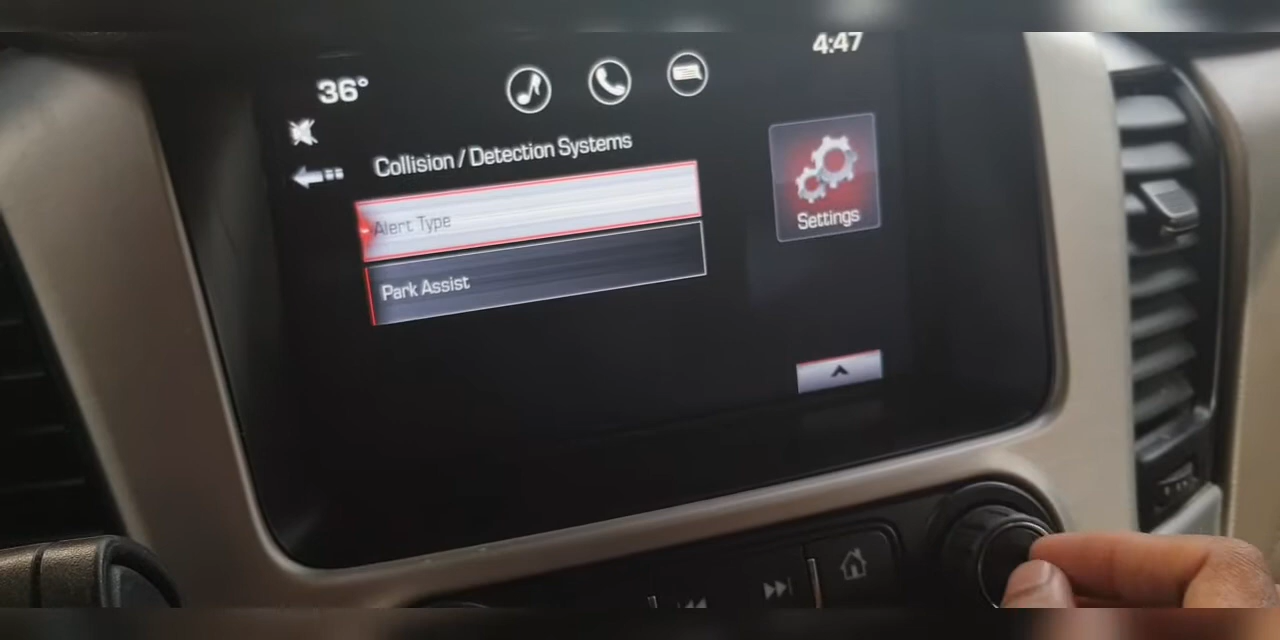 4:47
36°
Collision / Detection Systems
Alert Type
Park Assist
Settings